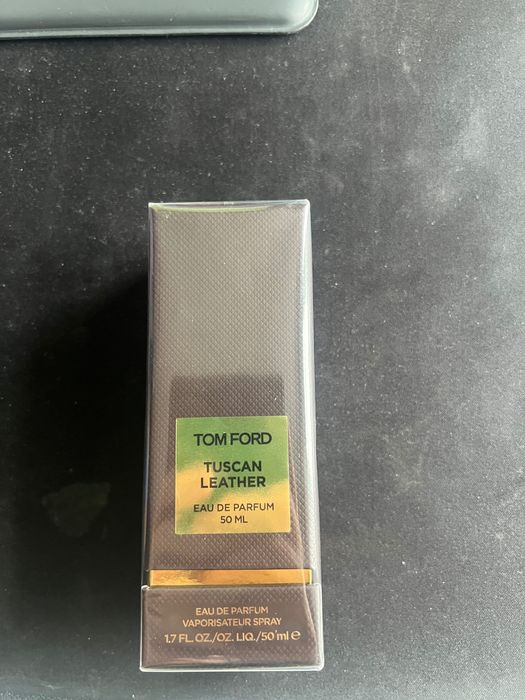 TOM FORD
TUSCAN
LEATHER
EAU DE PARFUM
50 ML
EAU DE PARFUM
VAPORISATEUR SPRAY
1.7 FL. OZ./OZ. LIQ./50 ml ℮